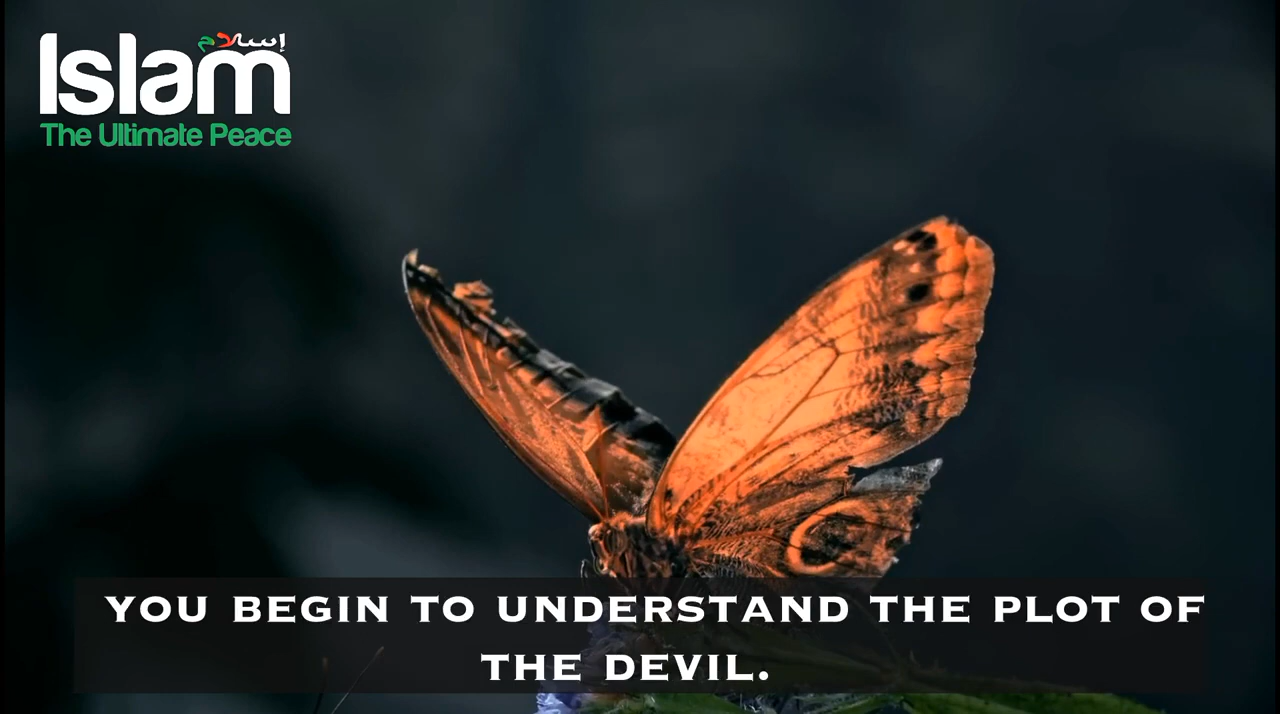 إسلام
Islam
The Ultimate Peace
YOU BEGIN TO UNDERSTAND THE PLOT OF
THE DEVIL.